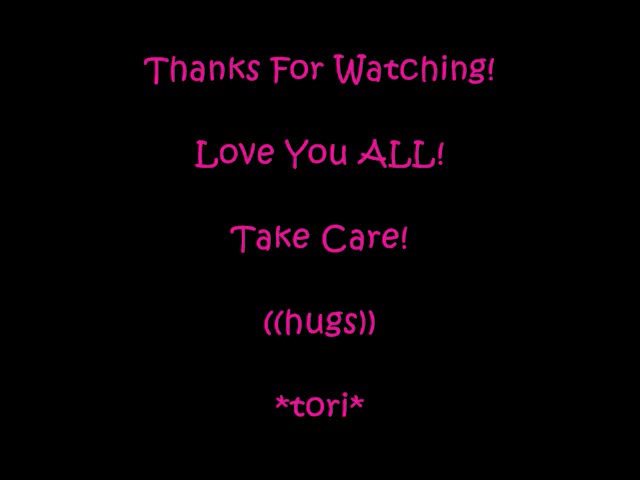 Thanks For Watching!
Love You ALL!
Take Care!
((hugs))
*tori*